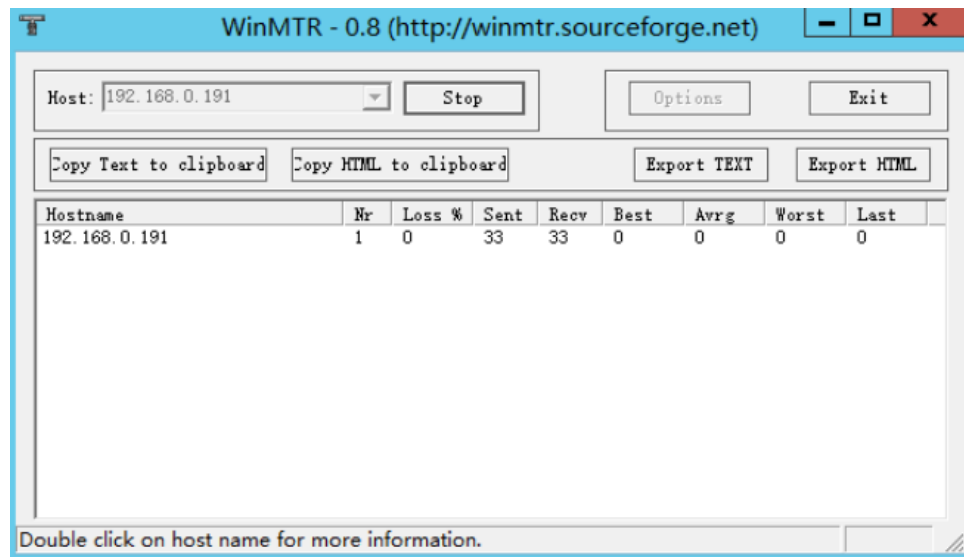 WinMTR - 0.8 (http://winmtr.sourceforge.net)
Host: 192.168.0.191 Stop Options Exit
Copy Text to clipboard Copy HTML to clipboard Export TEXT Export HTML
Hostname Nr Loss % Sent Recv Best Avrg Worst Last
192.168.0.191 1 0 33 33 0 0 0 0
Double click on host name for more information.